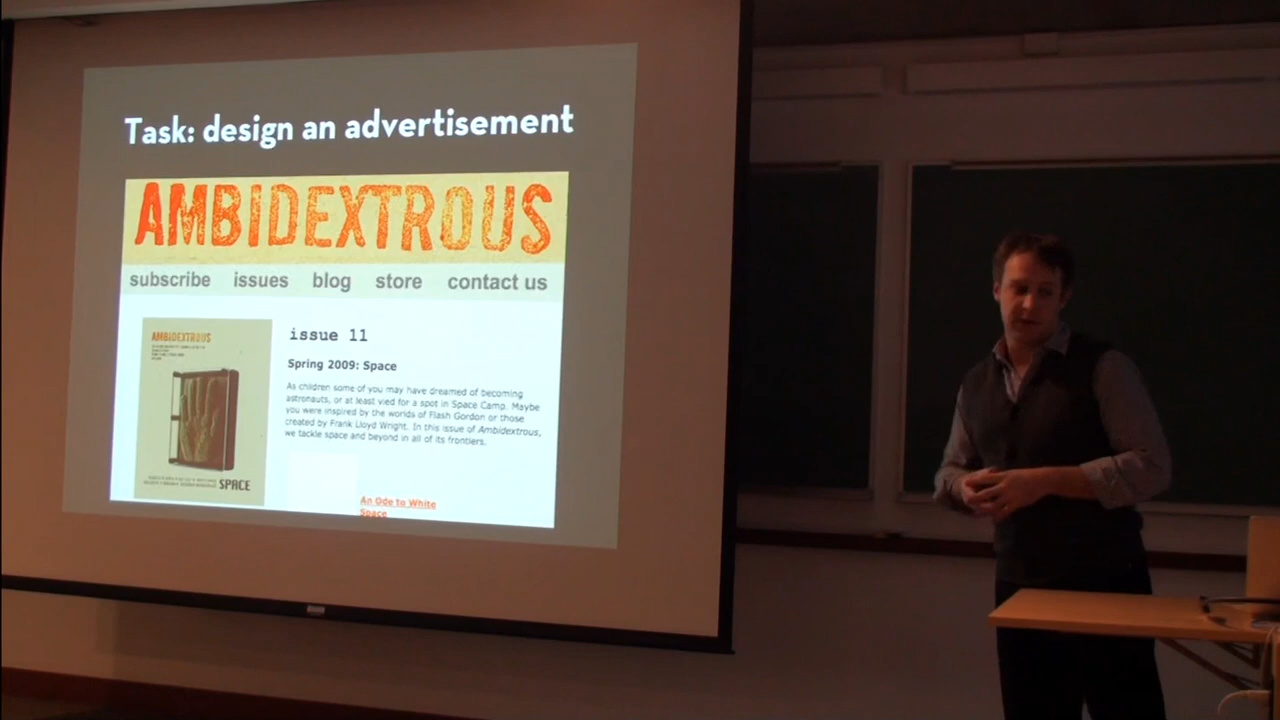 Task: design an advertisement
AMBIDEXTROUS
subscribe issues blog store contact us
AMBIDEXTROUS
SPACE
issue 11
Spring 2009: Space
As children some of you may have dreamed of becoming
astronauts, or at least vied for a spot in Space Camp. Maybe
you were inspired by the worlds of Flash Gordon or those
created by Frank Lloyd Wright. In this issue of Ambidextrous,
we tackle space and beyond in all of its frontiers.
An Ode to White
Space